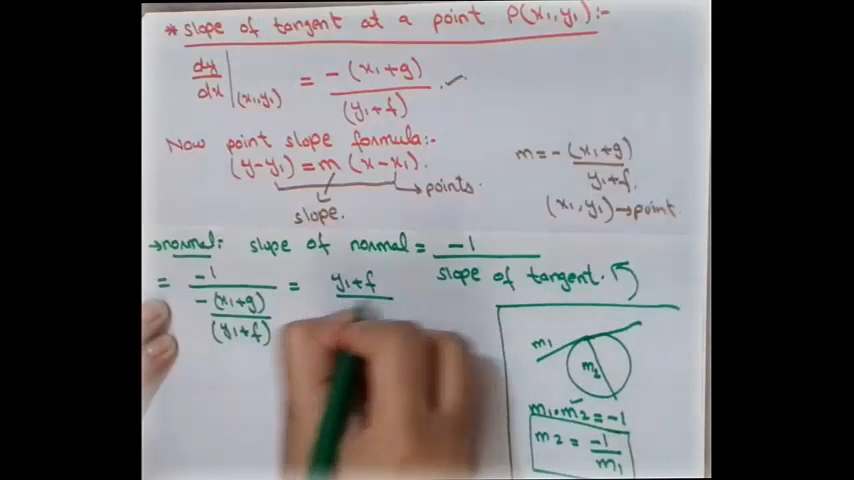 * slope of tangent at a point P(x₁,y₁):-
dy/dx |(x₁,y₁) = -(x₁+g)/(y₁+f). ✓
Now point slope formula:-
(y-y₁) = m (x-x₁).
points.
slope.
m = -(x₁+g)/y₁+f.
(x₁,y₁)→point
→normal: slope of normal = -1/slope of tangent.
= -1/-(x₁+g)/(y₁+f) = y₁+f
m₁
m₂
m₁.m₂ = -1
m₂ = -1/m₁